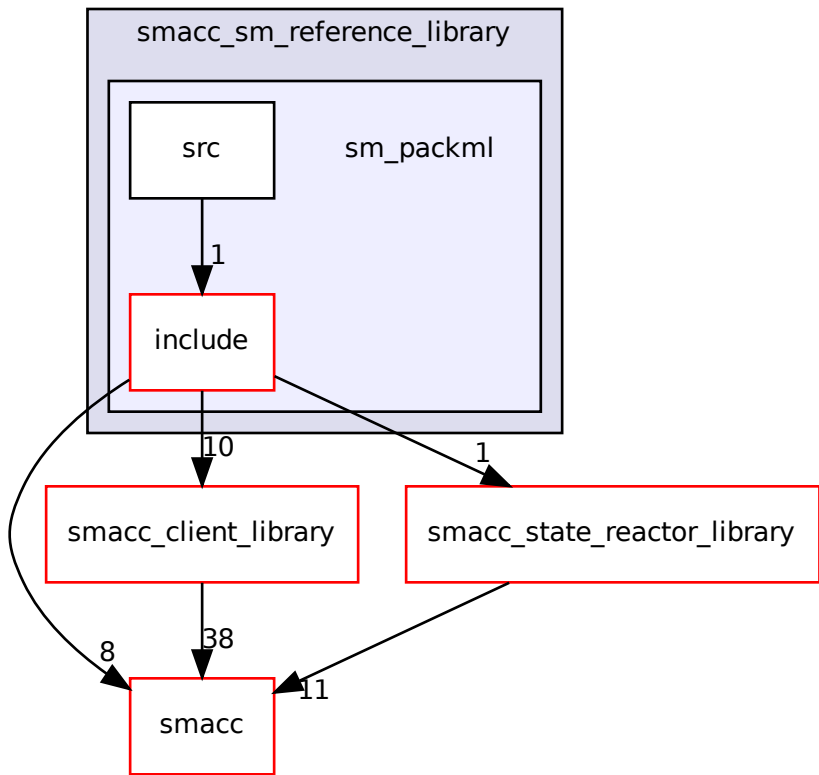 smacc_sm_reference_library
src
sm_packml
1
include
10
1
smacc_client_library
smacc_state_reactor_library
38
8
11
smacc